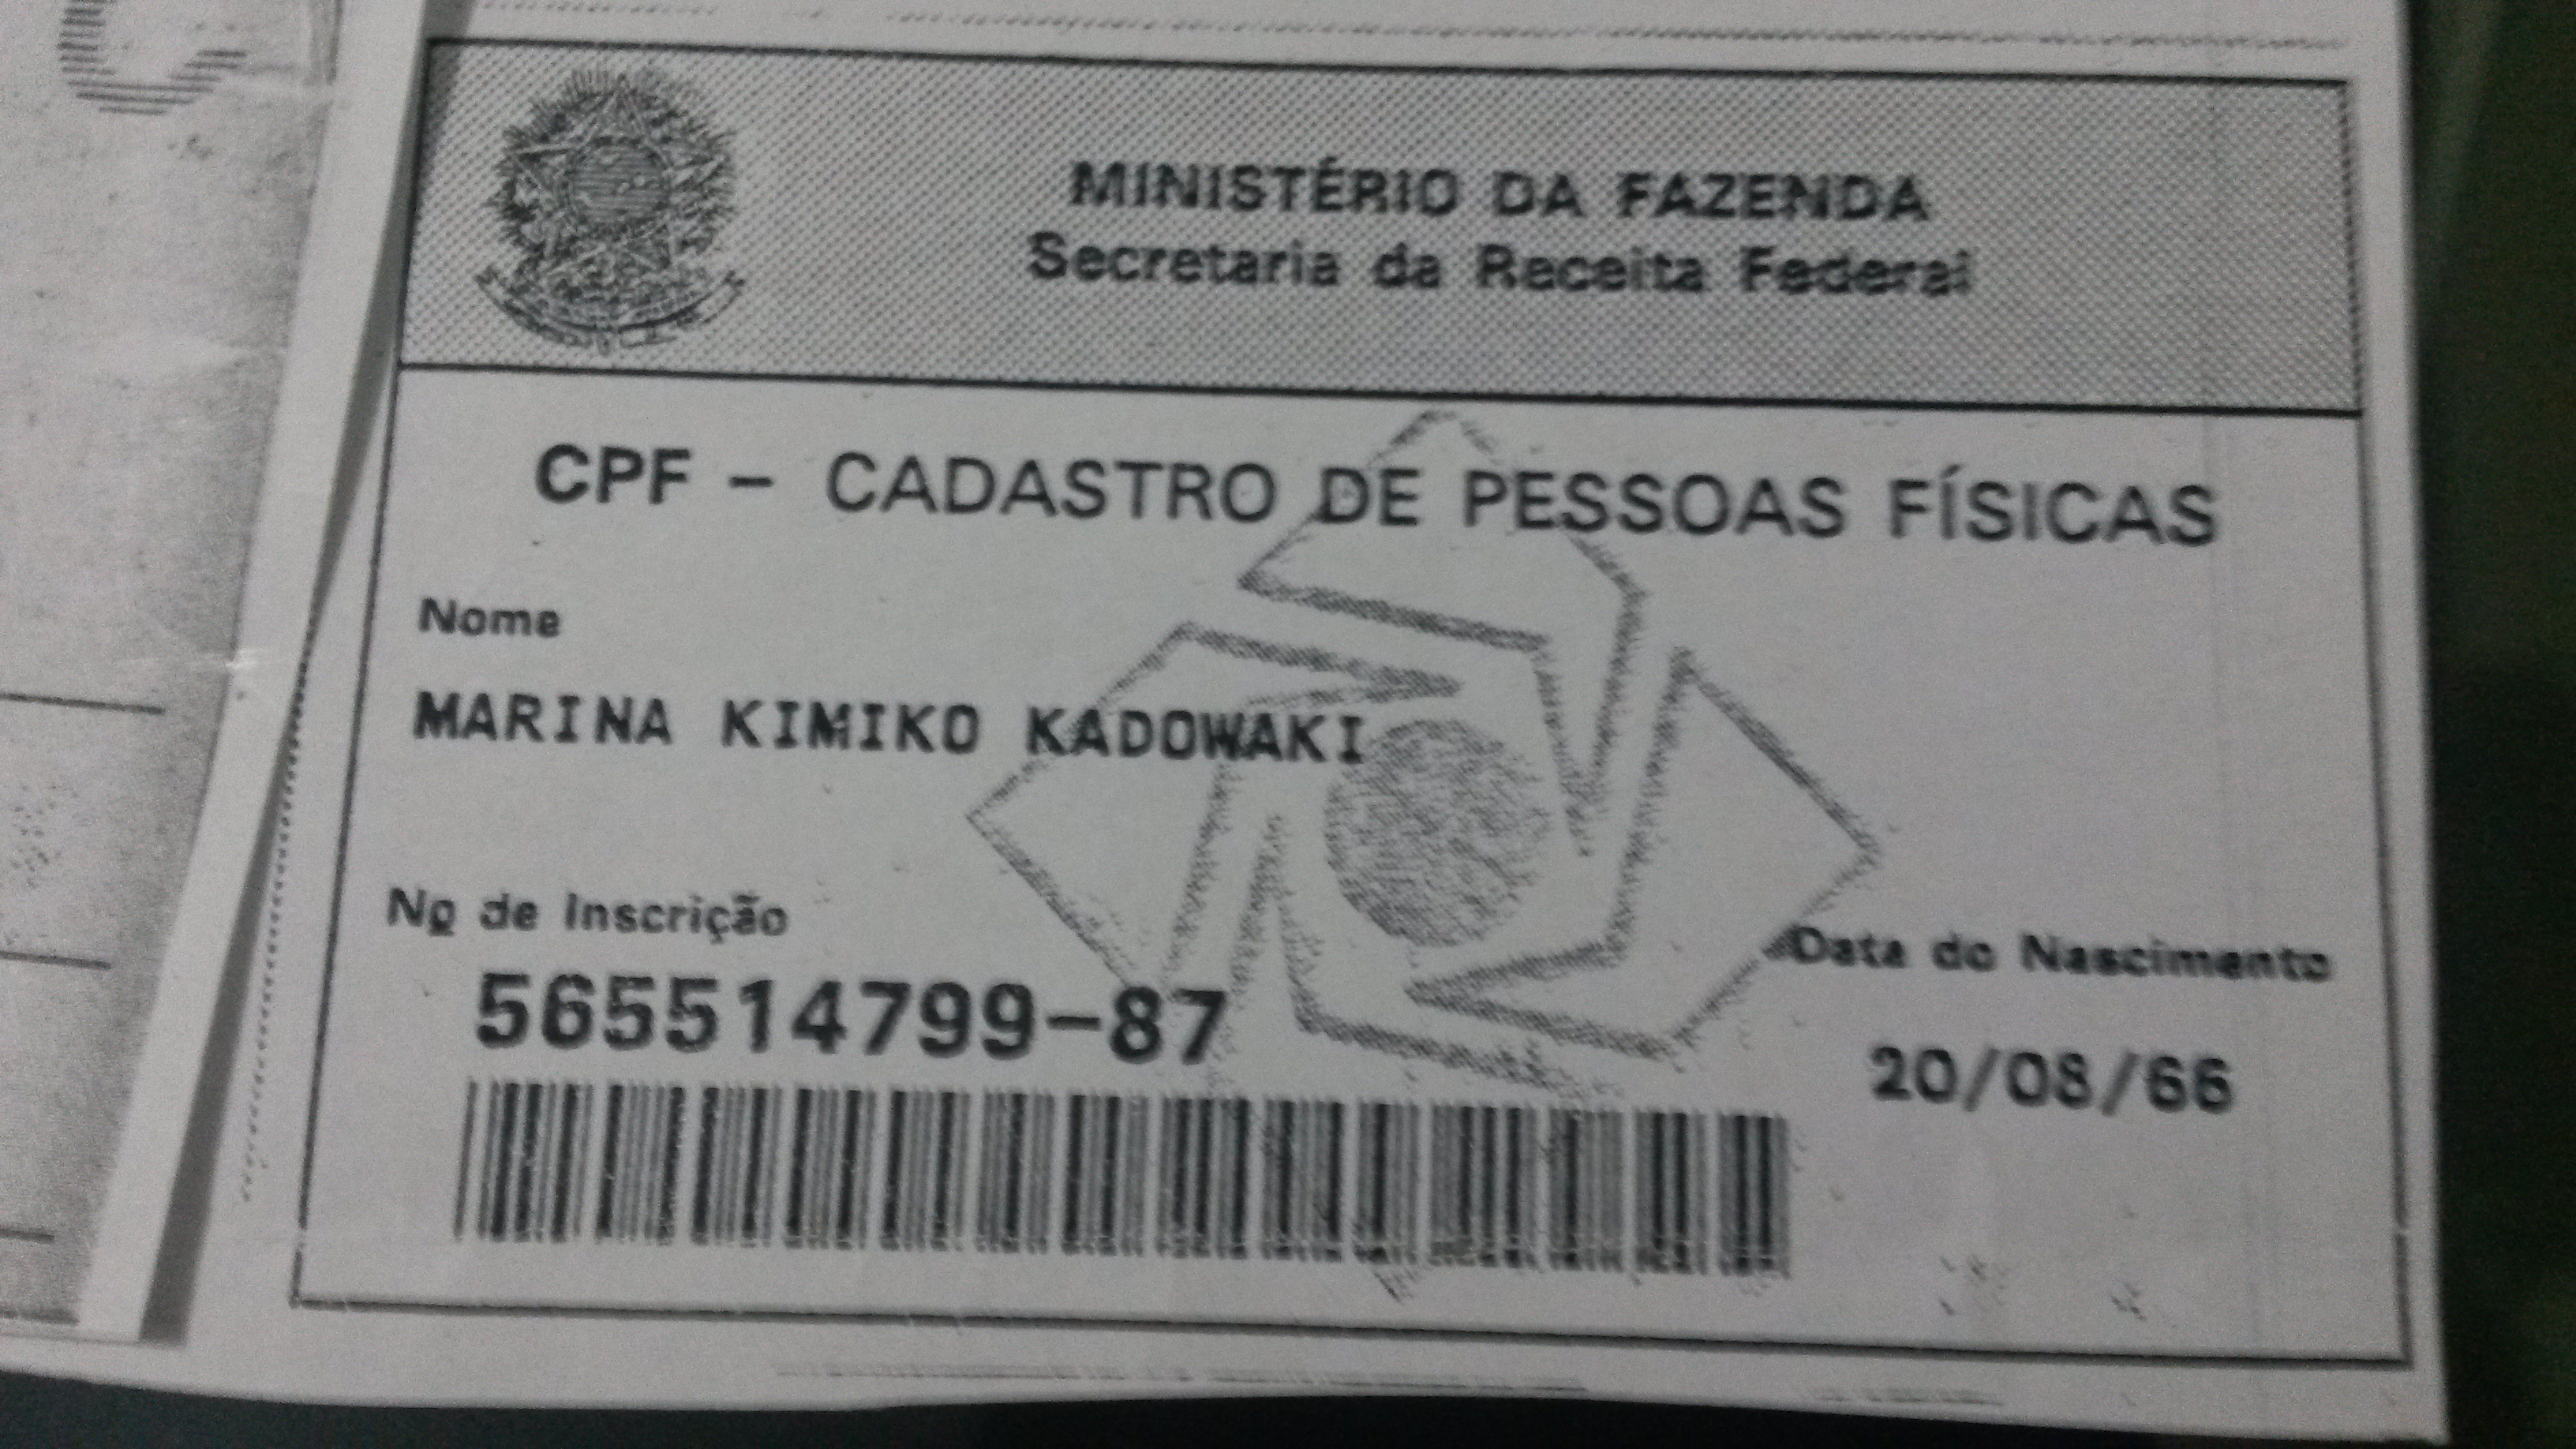 MINISTÉRIO DA FAZENDA
Secretaria da Receita Federal
CPF - CADASTRO DE PESSOAS FÍSICAS
Nome
MARINA KIMIKO KADOWAKI
Nº de Inscrição
565514799-87
Data de Nascimento
20/08/66